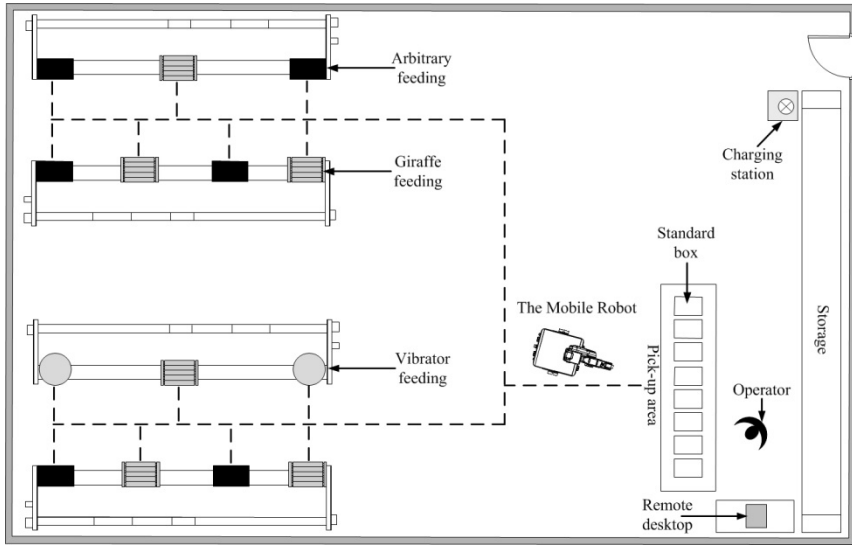 Arbitrary
feeding
Giraffe
feeding
Charging
station
Standard
box
The Mobile Robot
Pick-up area
Storage
Vibrator
feeding
Operator
Remote
desktop